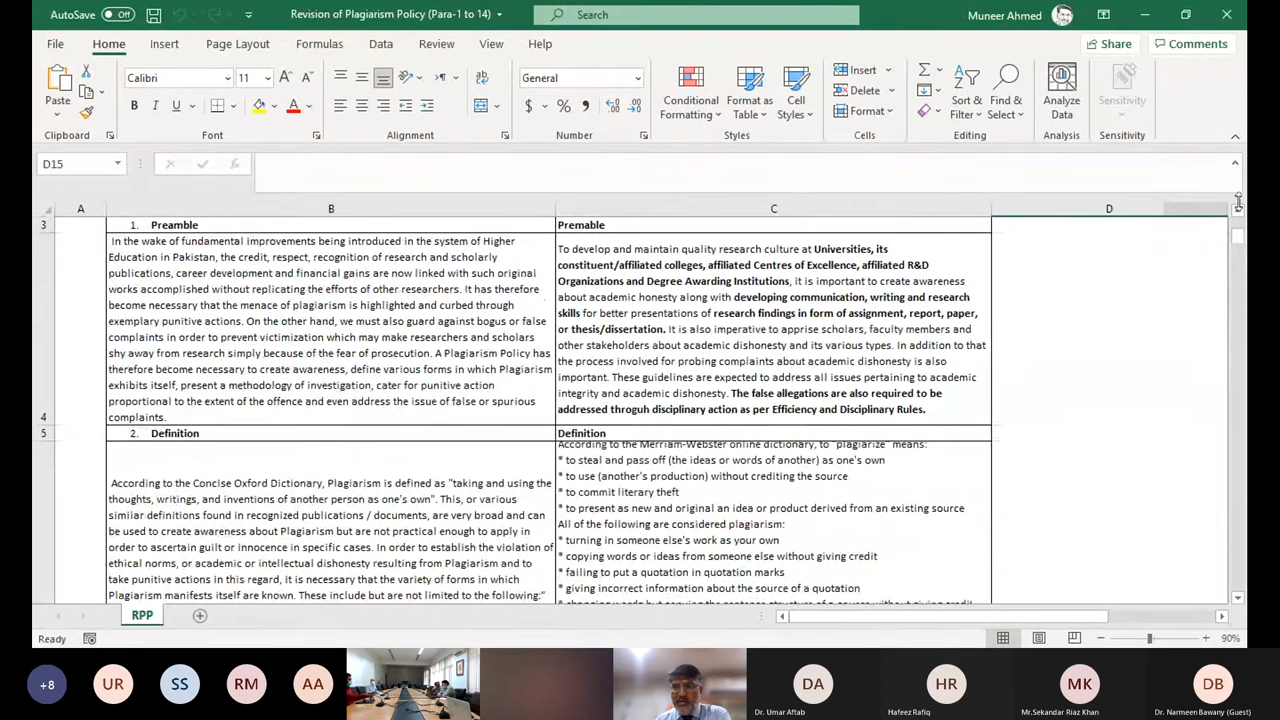 AutoSave Off Revision of Plagiarism Policy (Para-1 to 14) Search Muneer Ahmed
File Home Insert Page Layout Formulas Data Review View Help Share Comments
Paste Calibri 11 General Conditional Formatting Format as Table Cell Styles Insert Delete Format Sort & Filter Find & Select Analyze Data Sensitivity
Clipboard Font Alignment Number Styles Cells Editing Analysis Sensitivity
D15
A B C D
3 1. Preamble
4
In the wake of fundamental improvements being introduced in the system of Higher
Education in Pakistan, the credit, respect, recognition of research and scholarly
publications, career development and financial gains are now linked with such original
works accomplished without replicating the efforts of other researchers. It has therefore
become necessary that the menace of plagiarism is highlighted and curbed through
exemplary punitive actions. On the other hand, we must also guard against bogus or false
complaints in order to prevent victimization which may make researchers and scholars
shy away from research simply because of the fear of prosecution. A Plagiarism Policy has
therefore become necessary to create awareness, define various forms in which Plagiarism
exhibits itself, present a methodology of investigation, cater for punitive action
proportional to the extent of the offence and even address the issue of false or spurious
complaints.
Premable
To develop and maintain quality research culture at Universities, its
constituent/affiliated colleges, affiliated Centres of Excellence, affiliated R&D
Organizations and Degree Awarding Institutions, it is important to create awareness
about academic honesty along with developing communication, writing and research
skills for better presentations of research findings in form of assignment, report, paper,
or thesis/dissertation. It is also imperative to apprise scholars, faculty members and
other stakeholders about academic dishonesty and its various types. In addition to that
the process involved for probing complaints about academic dishonesty is also
important. These guidelines are expected to address all issues pertaining to academic
integrity and academic dishonesty. The false allegations are also required to be
addressed throguh disciplinary action as per Efficiency and Disciplinary Rules.
5 2. Definition
According to the Concise Oxford Dictionary, Plagiarism is defined as "taking and using the
thoughts, writings, and inventions of another person as one's own". This, or various
similar definitions found in recognized publications / documents, are very broad and can
be used to create awareness about Plagiarism but are not practical enough to apply in
order to ascertain guilt or innocence in specific cases. In order to establish the violation of
ethical norms, or academic or intellectual dishonesty resulting from Plagiarism and to
take punitive actions in this regard, it is necessary that the variety of forms in which
Plagiarism manifests itself are known. These include but are not limited to the following:"
Definition
According to the Merriam-Webster online dictionary, to "plagiarize" means:
* to steal and pass off (the ideas or words of another) as one's own
* to use (another's production) without crediting the source
* to commit literary theft
* to present as new and original an idea or product derived from an existing source
All of the following are considered plagiarism:
* turning in someone else's work as your own
* copying words or ideas from someone else without giving credit
* failing to put a quotation in quotation marks
* giving incorrect information about the source of a quotation
* changing words but copying the sentence structure of a source without giving credit
RPP
Ready 90%
+8 UR SS RM AA DA HR MK DB
Dr. Umar Aftab Hafeez Rafiq Mr.Sekandar Riaz Khan Dr. Narmeen Bawany (Guest)